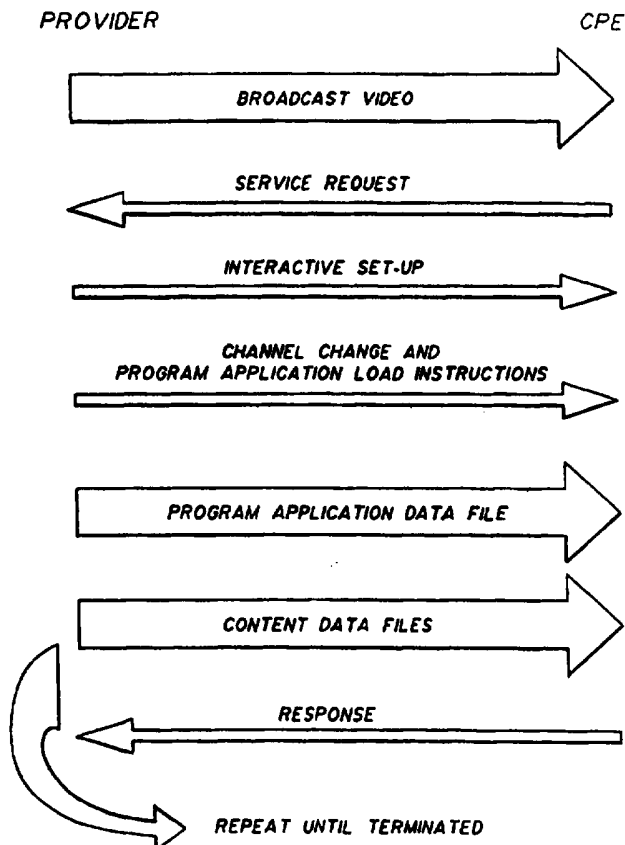 PROVIDER CPE
BROADCAST VIDEO
SERVICE REQUEST
INTERACTIVE SET-UP
CHANNEL CHANGE AND
PROGRAM APPLICATION LOAD INSTRUCTIONS
PROGRAM APPLICATION DATA FILE
CONTENT DATA FILES
RESPONSE
REPEAT UNTIL TERMINATED